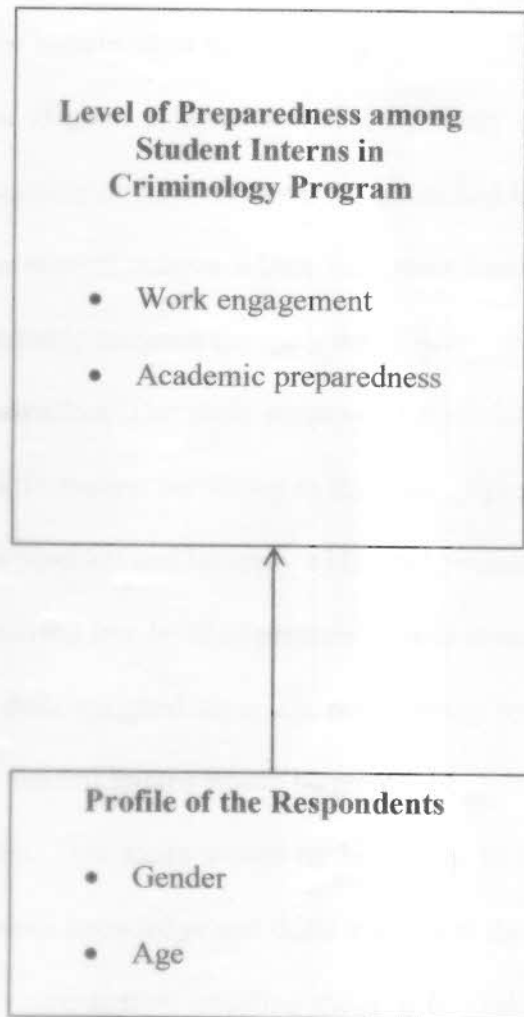 Level of Preparedness among
Student Interns in
Criminology Program
• Work engagement
• Academic preparedness
Profile of the Respondents
• Gender
• Age